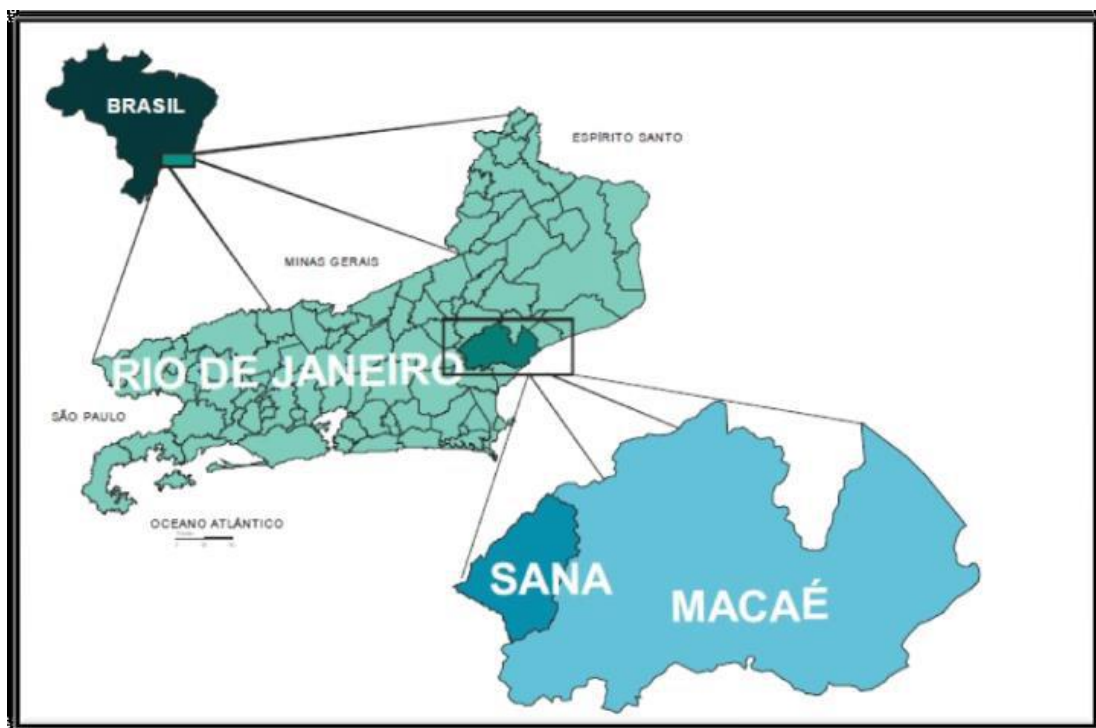 BRASIL
ESPÍRITO SANTO
MINAS GERAIS
RIO DE JANEIRO
SÃO PAULO
OCEANO ATLÂNTICO
SANA
MACAÉ